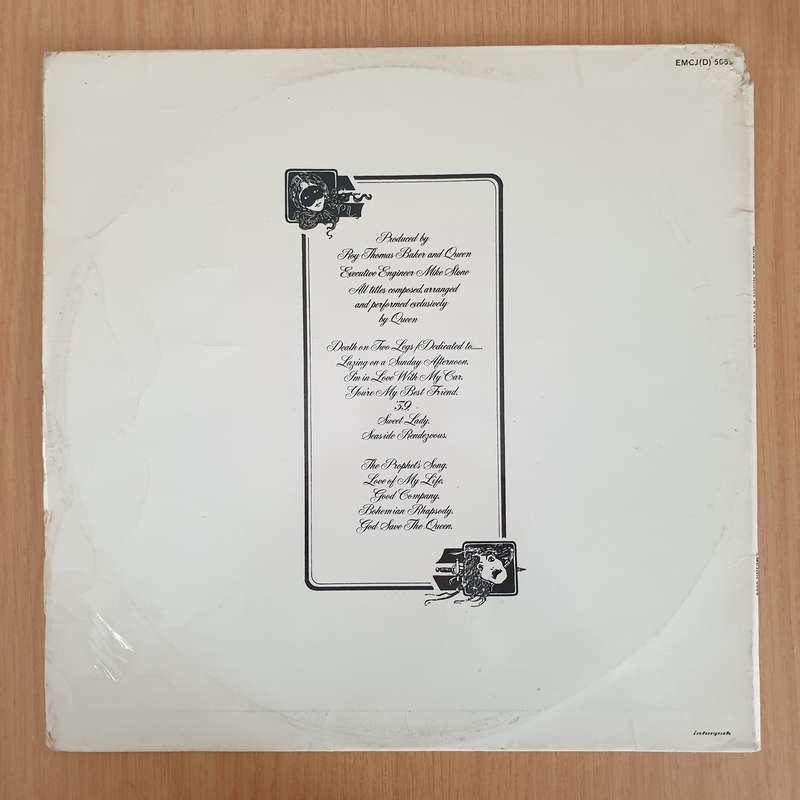 EMCJ(D)
Produced by
Roy Thomas Baker and Queen
Executive Engineer Mike Stone
All titles composed, arranged
and performed exclusively
by Queen
Death on Two Legs (Dedicated to......
Lazing on a Sunday Afternoon.
I'm in Love With My Car.
You're My Best Friend.
'39.
Sweet Lady.
Seaside Rendezvous.
The Prophet's Song.
Love of My Life.
Good Company.
Bohemian Rhapsody.
God Save The Queen.
interpak